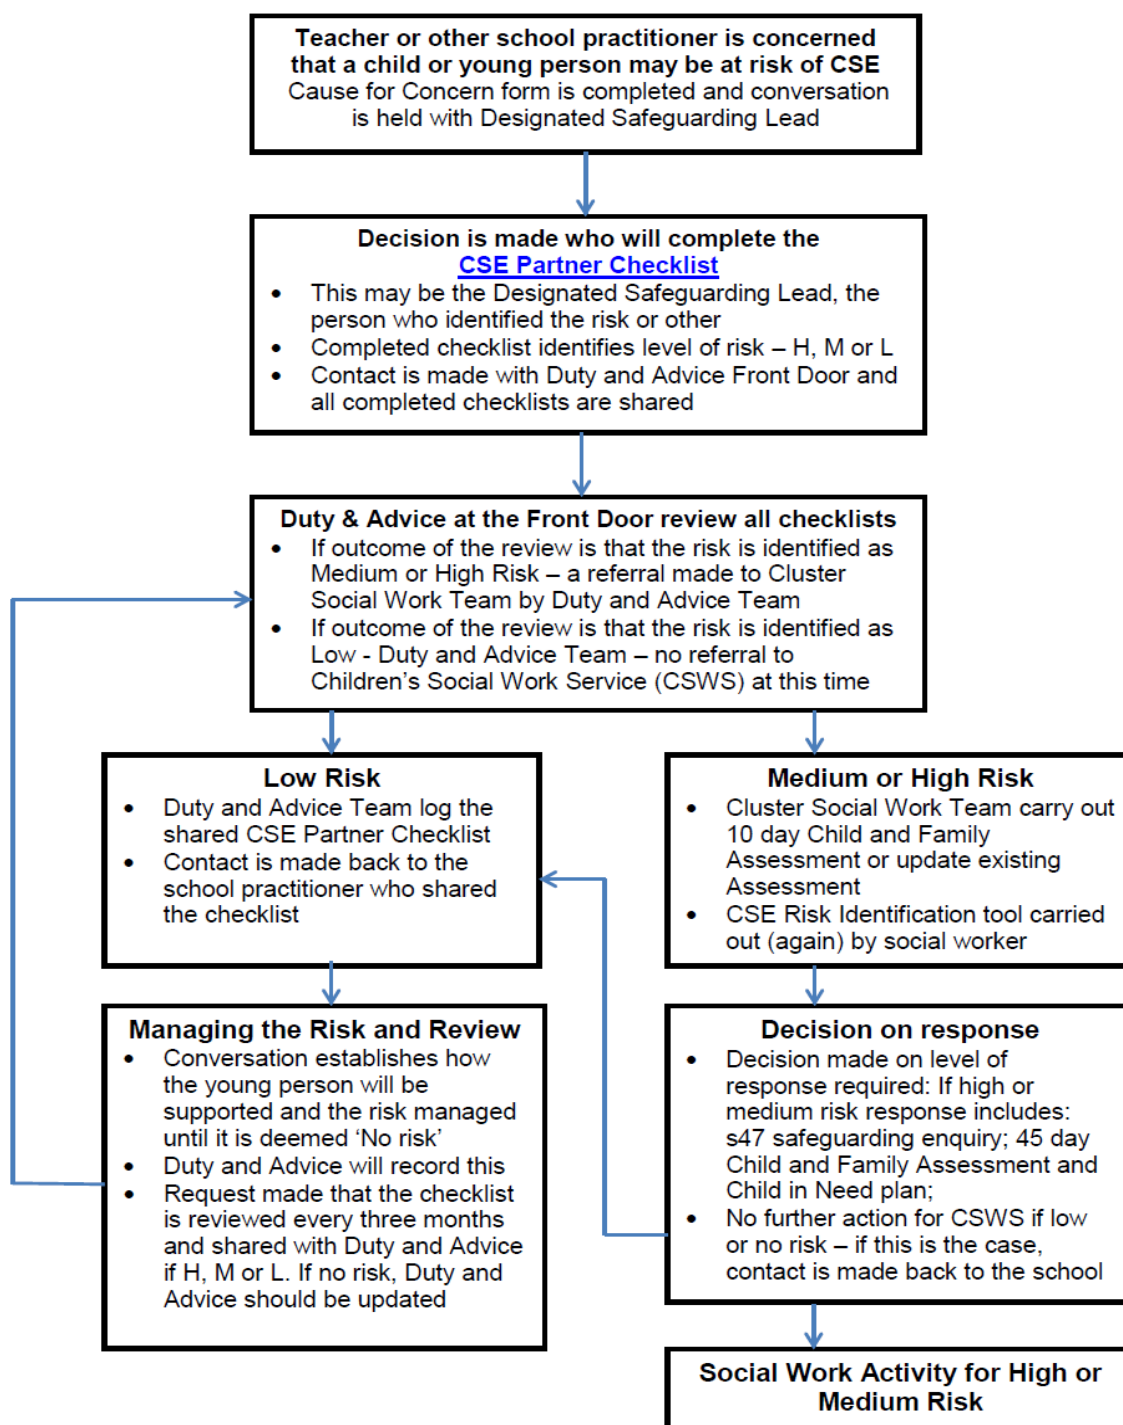 Teacher or other school practitioner is concerned
that a child or young person may be at risk of CSE
Cause for Concern form is completed and conversation
is held with Designated Safeguarding Lead
Decision is made who will complete the
CSE Partner Checklist
• This may be the Designated Safeguarding Lead, the
person who identified the risk or other
• Completed checklist identifies level of risk – H, M or L
• Contact is made with Duty and Advice Front Door and
all completed checklists are shared
Duty & Advice at the Front Door review all checklists
• If outcome of the review is that the risk is identified as
Medium or High Risk – a referral made to Cluster
Social Work Team by Duty and Advice Team
• If outcome of the review is that the risk is identified as
Low - Duty and Advice Team – no referral to
Children's Social Work Service (CSWS) at this time
Low Risk
• Duty and Advice Team log the
shared CSE Partner Checklist
• Contact is made back to the
school practitioner who shared
the checklist
Medium or High Risk
• Cluster Social Work Team carry out
10 day Child and Family
Assessment or update existing
Assessment
• CSE Risk Identification tool carried
out (again) by social worker
Managing the Risk and Review
• Conversation establishes how
the young person will be
supported and the risk managed
until it is deemed 'No risk'
• Duty and Advice will record this
• Request made that the checklist
is reviewed every three months
and shared with Duty and Advice
if H, M or L. If no risk, Duty and
Advice should be updated
Decision on response
• Decision made on level of
response required: If high or
medium risk response includes:
s47 safeguarding enquiry; 45 day
Child and Family Assessment and
Child in Need plan;
• No further action for CSWS if low
or no risk – if this is the case,
contact is made back to the school
Social Work Activity for High or
Medium Risk